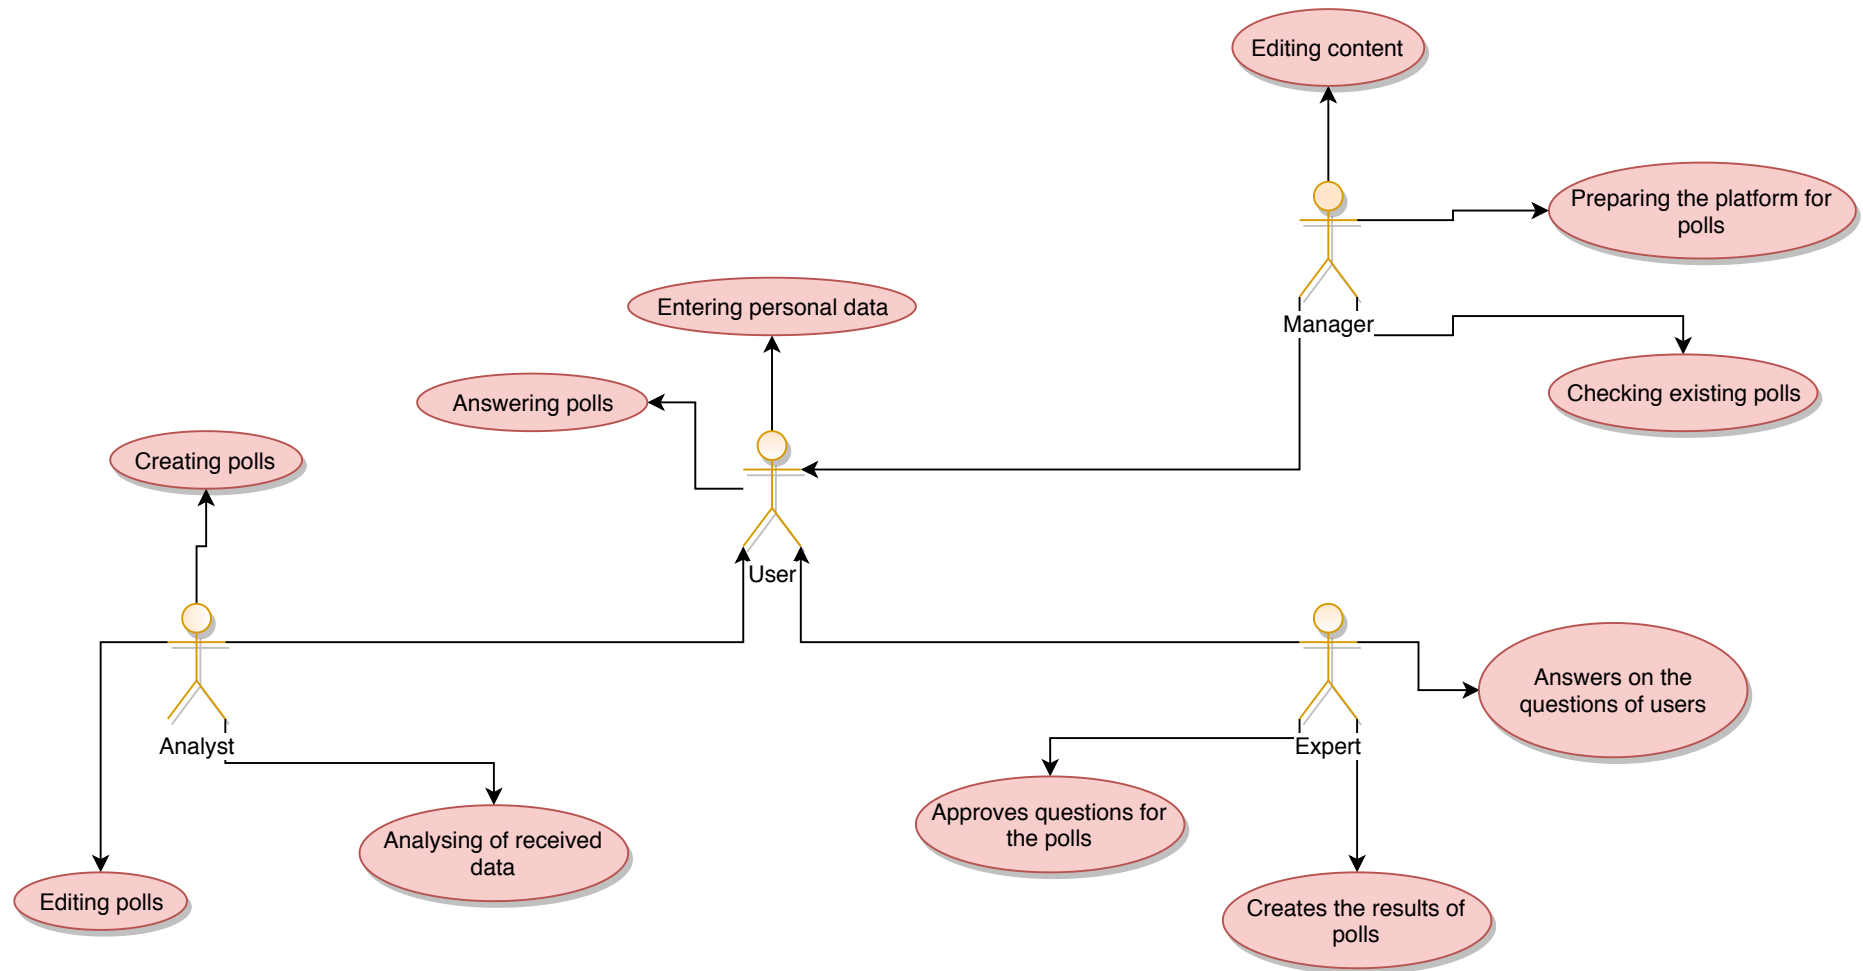 Editing content
Preparing the platform for
polls
Manager
Checking existing polls
Entering personal data
Answering polls
User
Creating polls
Analyst
Editing polls
Analysing of received
data
Expert
Answers on the
questions of users
Approves questions for
the polls
Creates the results of
polls